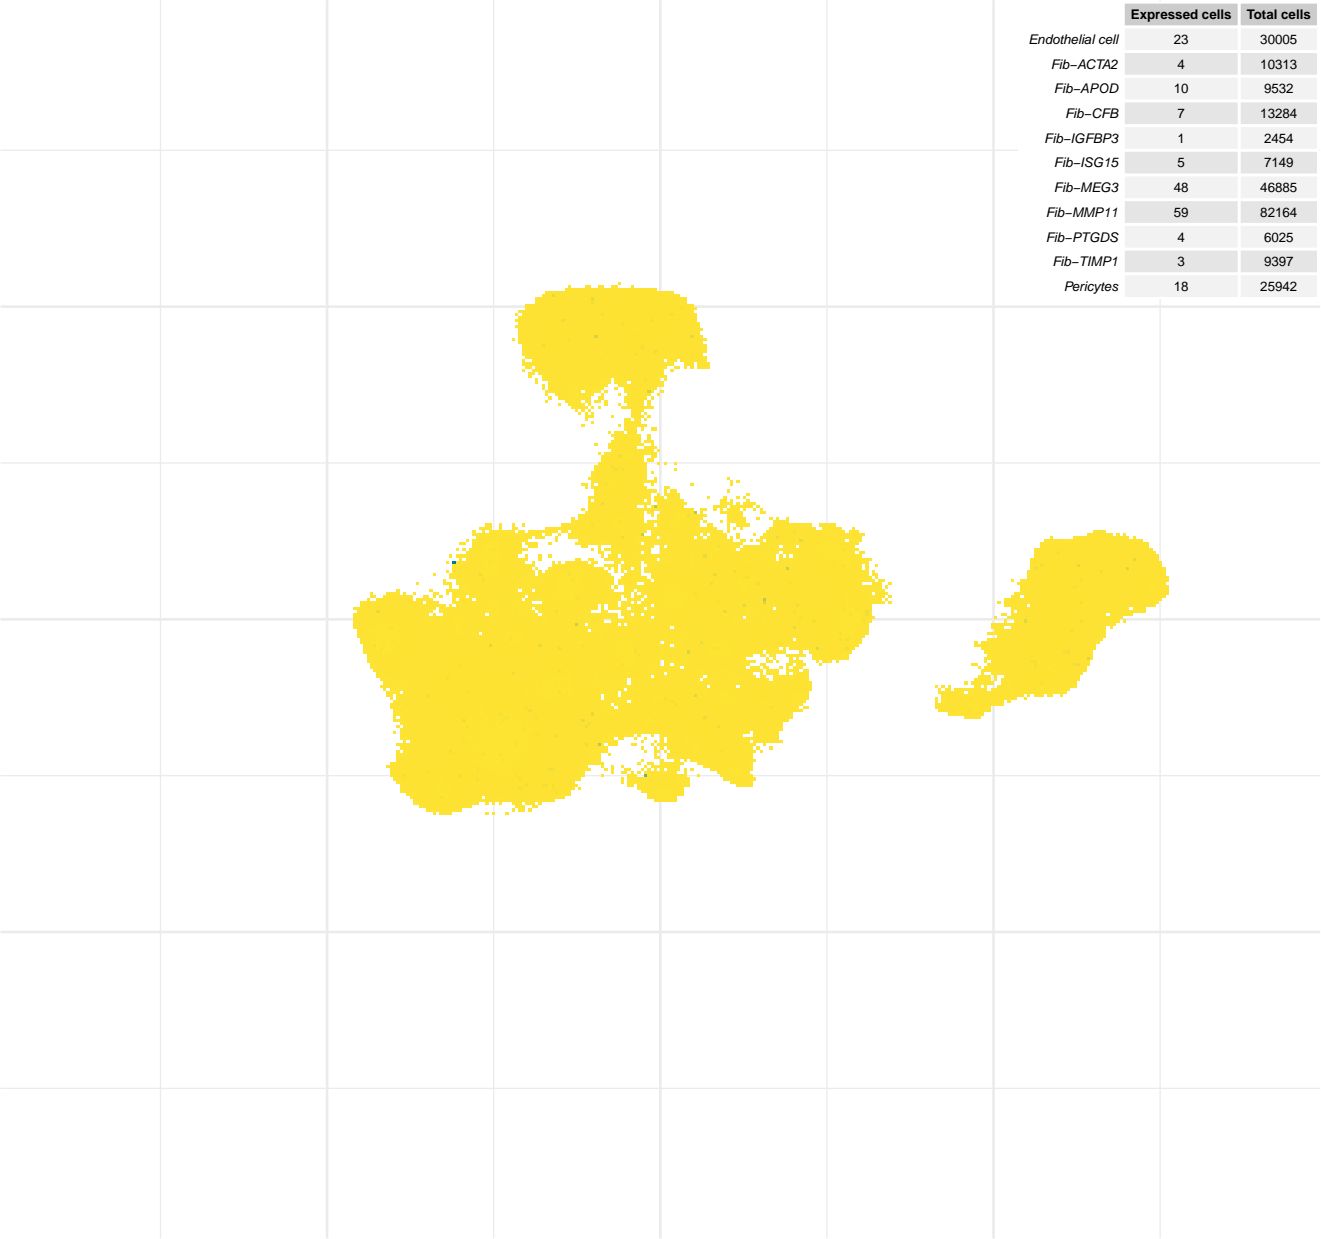 Expressed cells Total cells
Endothelial cell 23 30005
Fib−ACTA2 4 10313
Fib−APOD 10 9532
Fib−CFB 7 13284
Fib−IGFBP3 1 2454
Fib−ISG15 5 7149
Fib−MEG3 48 46885
Fib−MMP11 59 82164
Fib−PTGDS 4 6025
Fib−TIMP1 3 9397
Pericytes 18 25942